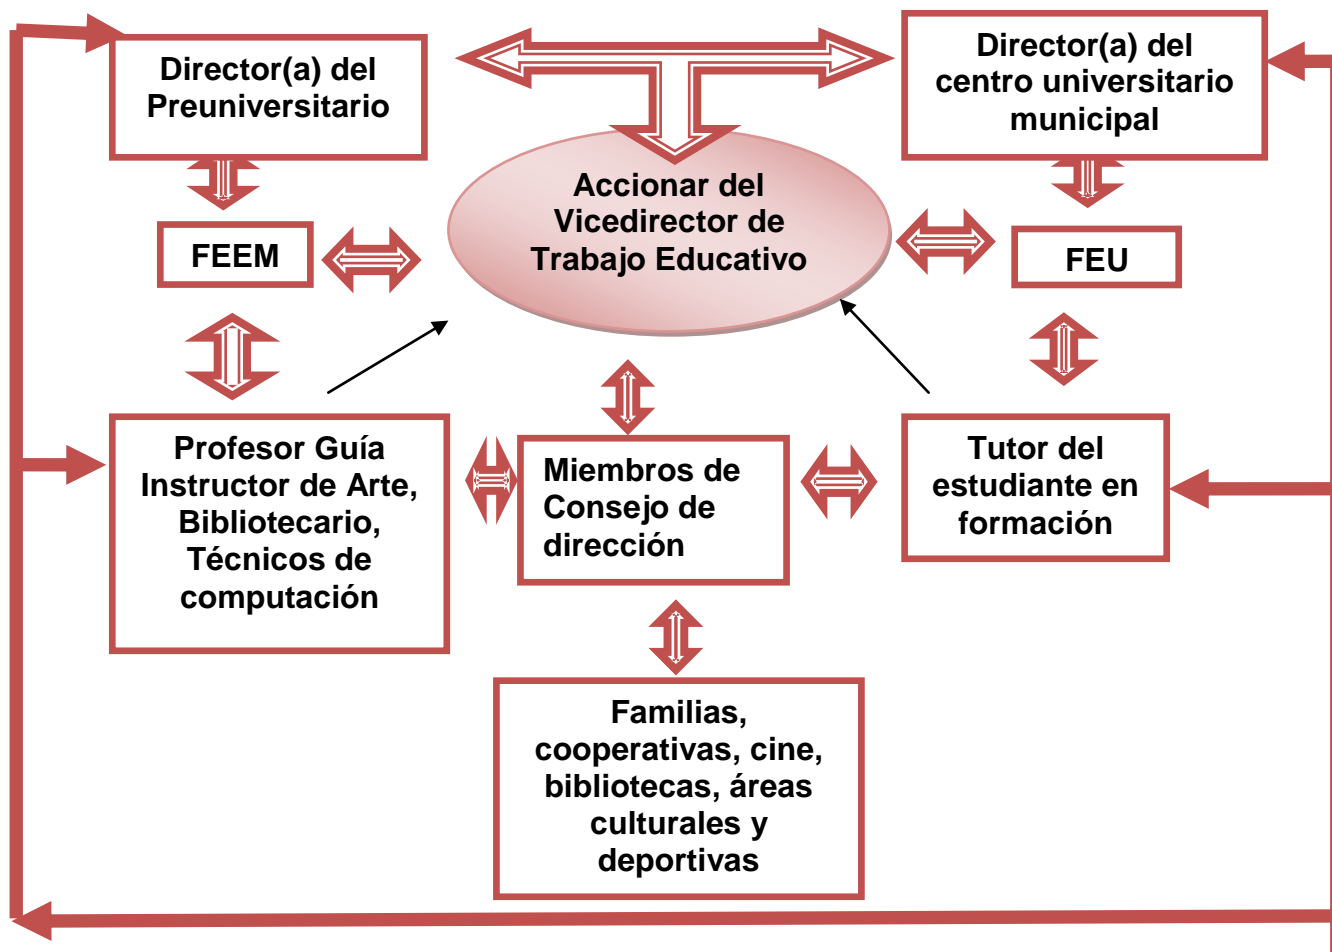 Director(a) del
Preuniversitario
Director(a) del
centro universitario
municipal
Accionar del
Vicedirector de
Trabajo Educativo
FEEM
FEU
Profesor Guía
Instructor de Arte,
Bibliotecario,
Técnicos de
computación
Miembros de
Consejo de
dirección
Tutor del
estudiante en
formación
Familias,
cooperativas, cine,
bibliotecas, áreas
culturales y
deportivas